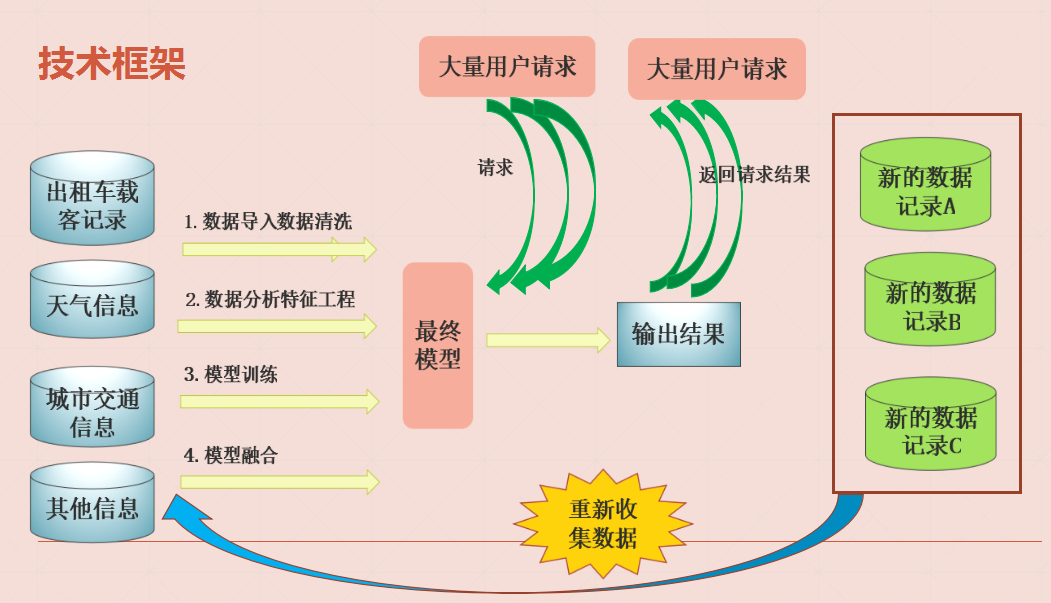 技术框架
大量用户请求
大量用户请求
请求
返回请求结果
出租车载
客记录
天气信息
城市交通
信息
其他信息
1. 数据导入数据清洗
2. 数据分析特征工程
3. 模型训练
4. 模型融合
最终
模型
输出结果
新的数据
记录A
新的数据
记录B
新的数据
记录C
重新收
集数据